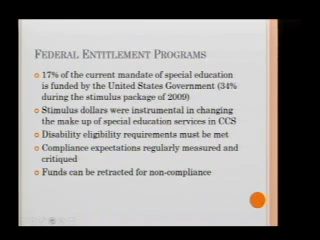 FEDERAL ENTITLEMENT PROGRAMS
17% of the current mandate of special education
is funded by the United States Government (34%
during the stimulus package of 2009)
Stimulus dollars were instrumental in changing
the make up of special education services in CCS
Disability eligibility requirements must be met
Compliance expectations regularly measured and
critiqued
Funds can be retracted for non-compliance